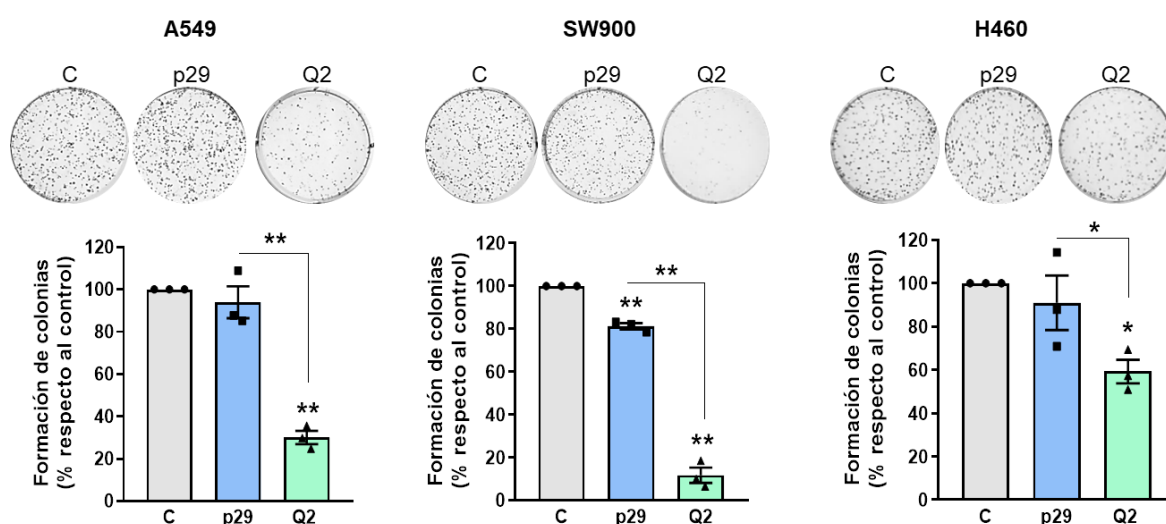 A549
C p29 Q2
**
Formación de colonias
(% respecto al control)
120
100
80
60
40
20
0
**
C p29 Q2
SW900
C p29 Q2
**
**
Formación de colonias
(% respecto al control)
120
100
80
60
40
20
0
**
C p29 Q2
H460
C p29 Q2
*
Formación de colonias
(% respecto al control)
120
100
80
60
40
20
0
*
C p29 Q2